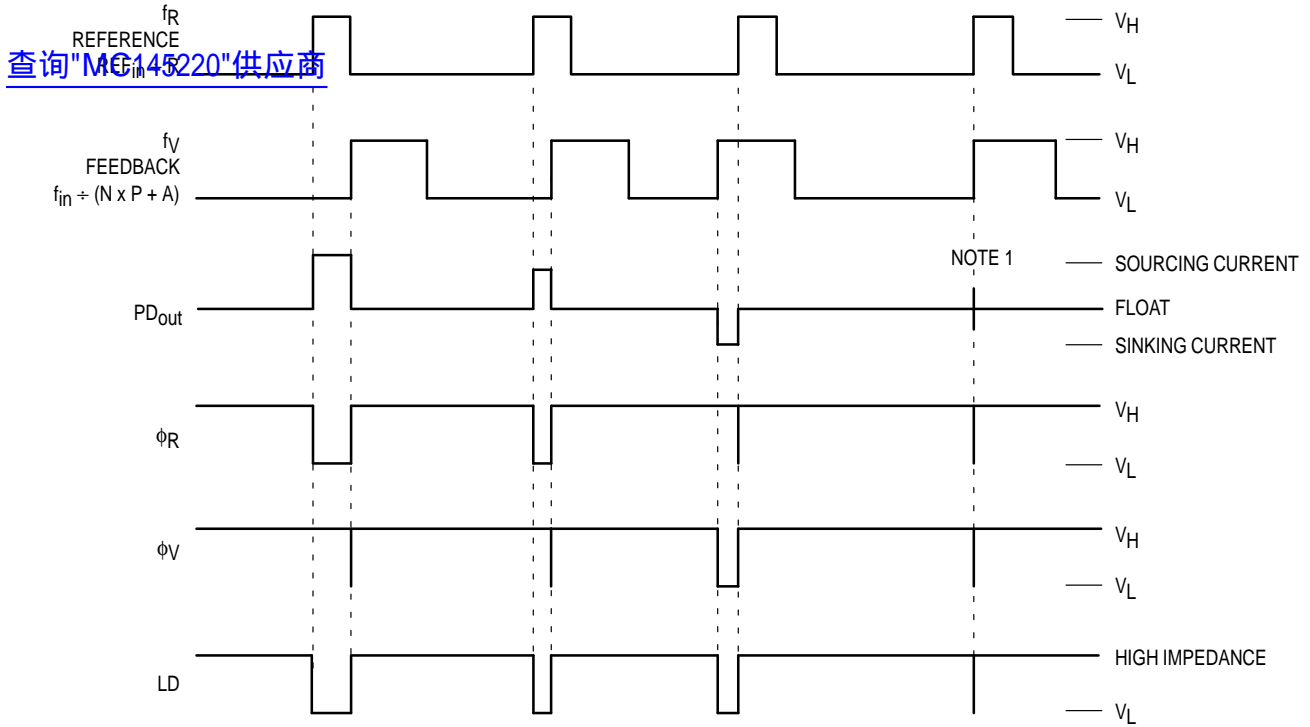 fR
REFERENCE
REFin ÷ R
查询"MC145220"供应商
VH
VL
fV
FEEDBACK
fin ÷ (N x P + A)
VH
VL
NOTE 1
SOURCING CURRENT
PDout
FLOAT
SINKING CURRENT
ϕR
VH
VL
ϕV
VH
VL
LD
HIGH IMPEDANCE
VL